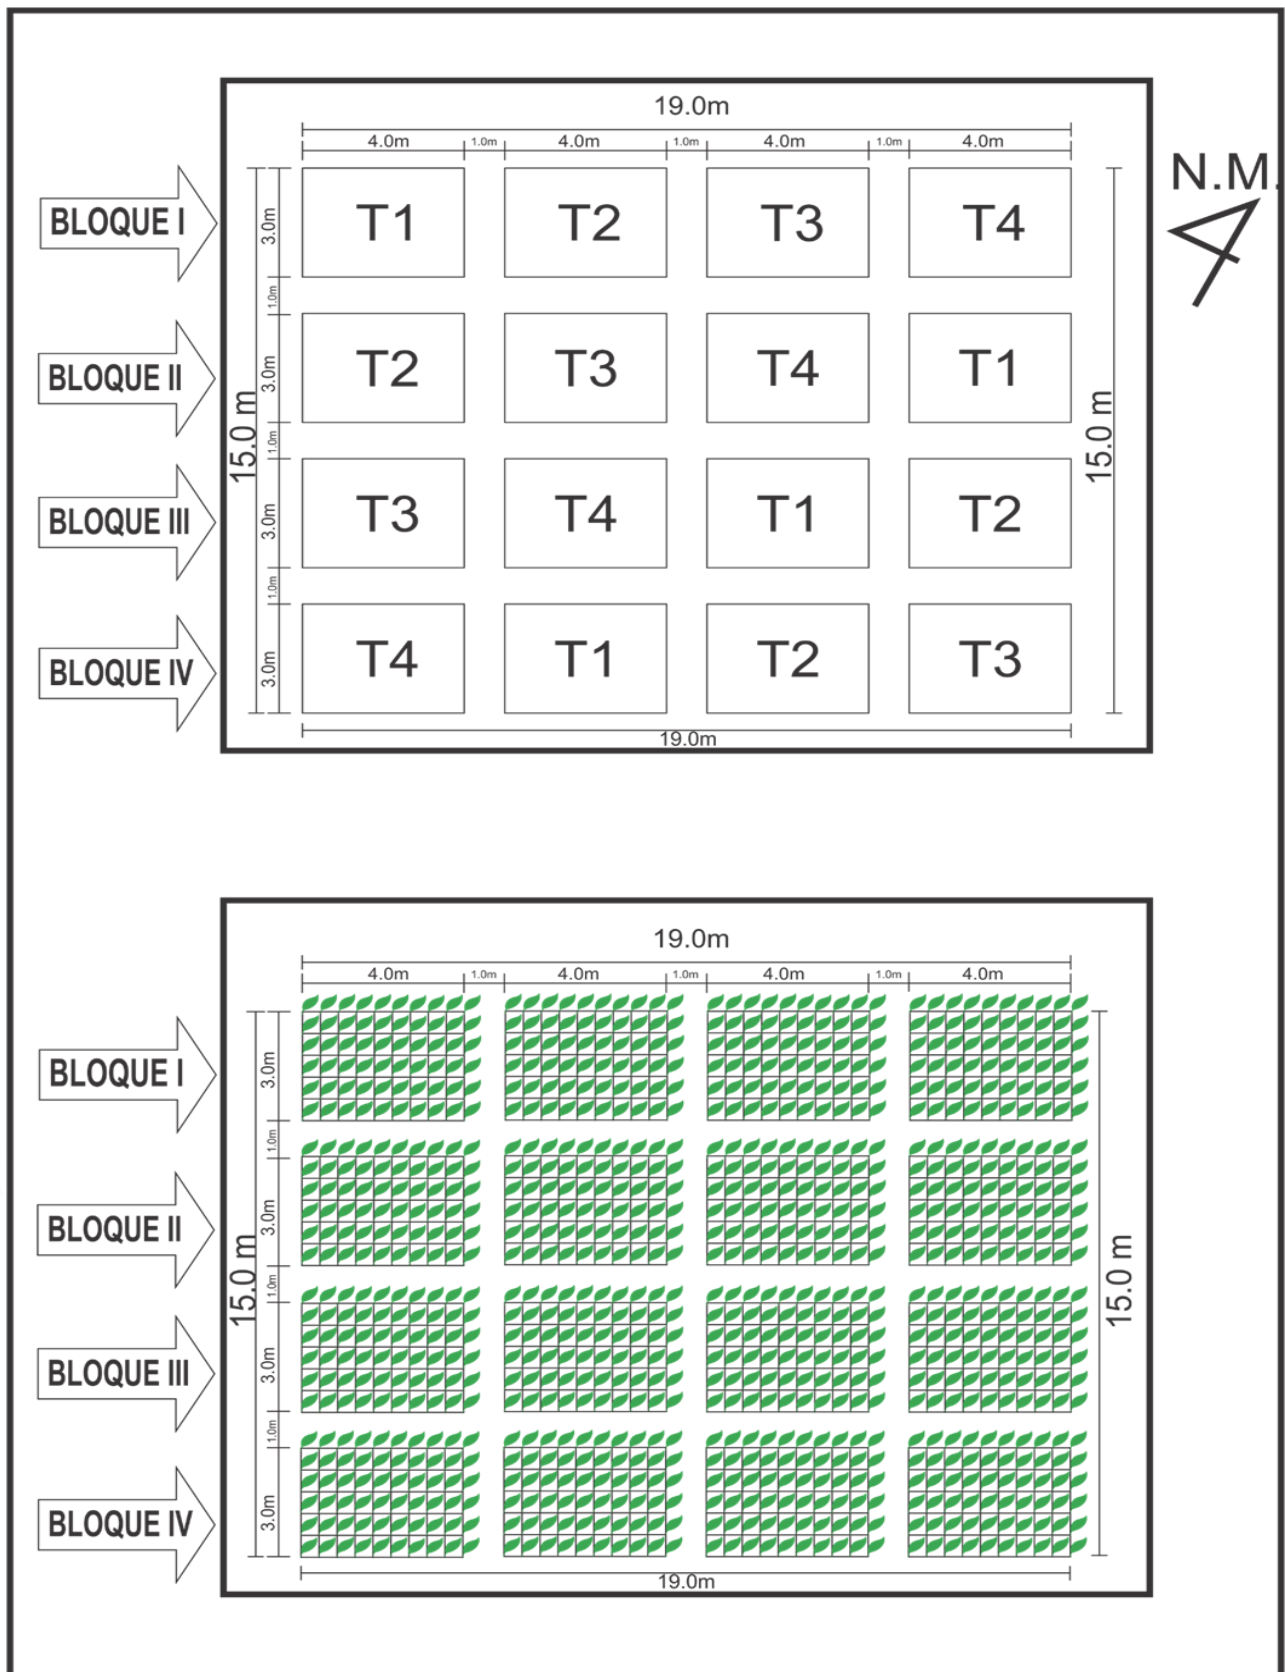 19.0m
4.0m 1.0m 4.0m 1.0m 4.0m 1.0m 4.0m
N.M.
BLOQUE I 3.0m T1 T2 T3 T4
1.0m
BLOQUE II 3.0m T2 T3 T4 T1
15.0 m 1.0m 15.0 m
BLOQUE III 3.0m T3 T4 T1 T2
1.0m
BLOQUE IV 3.0m T4 T1 T2 T3
19.0m
19.0m
4.0m 1.0m 4.0m 1.0m 4.0m 1.0m 4.0m
BLOQUE I 3.0m
1.0m
BLOQUE II 3.0m
15.0 m 1.0m 15.0 m
BLOQUE III 3.0m
1.0m
BLOQUE IV 3.0m
19.0m